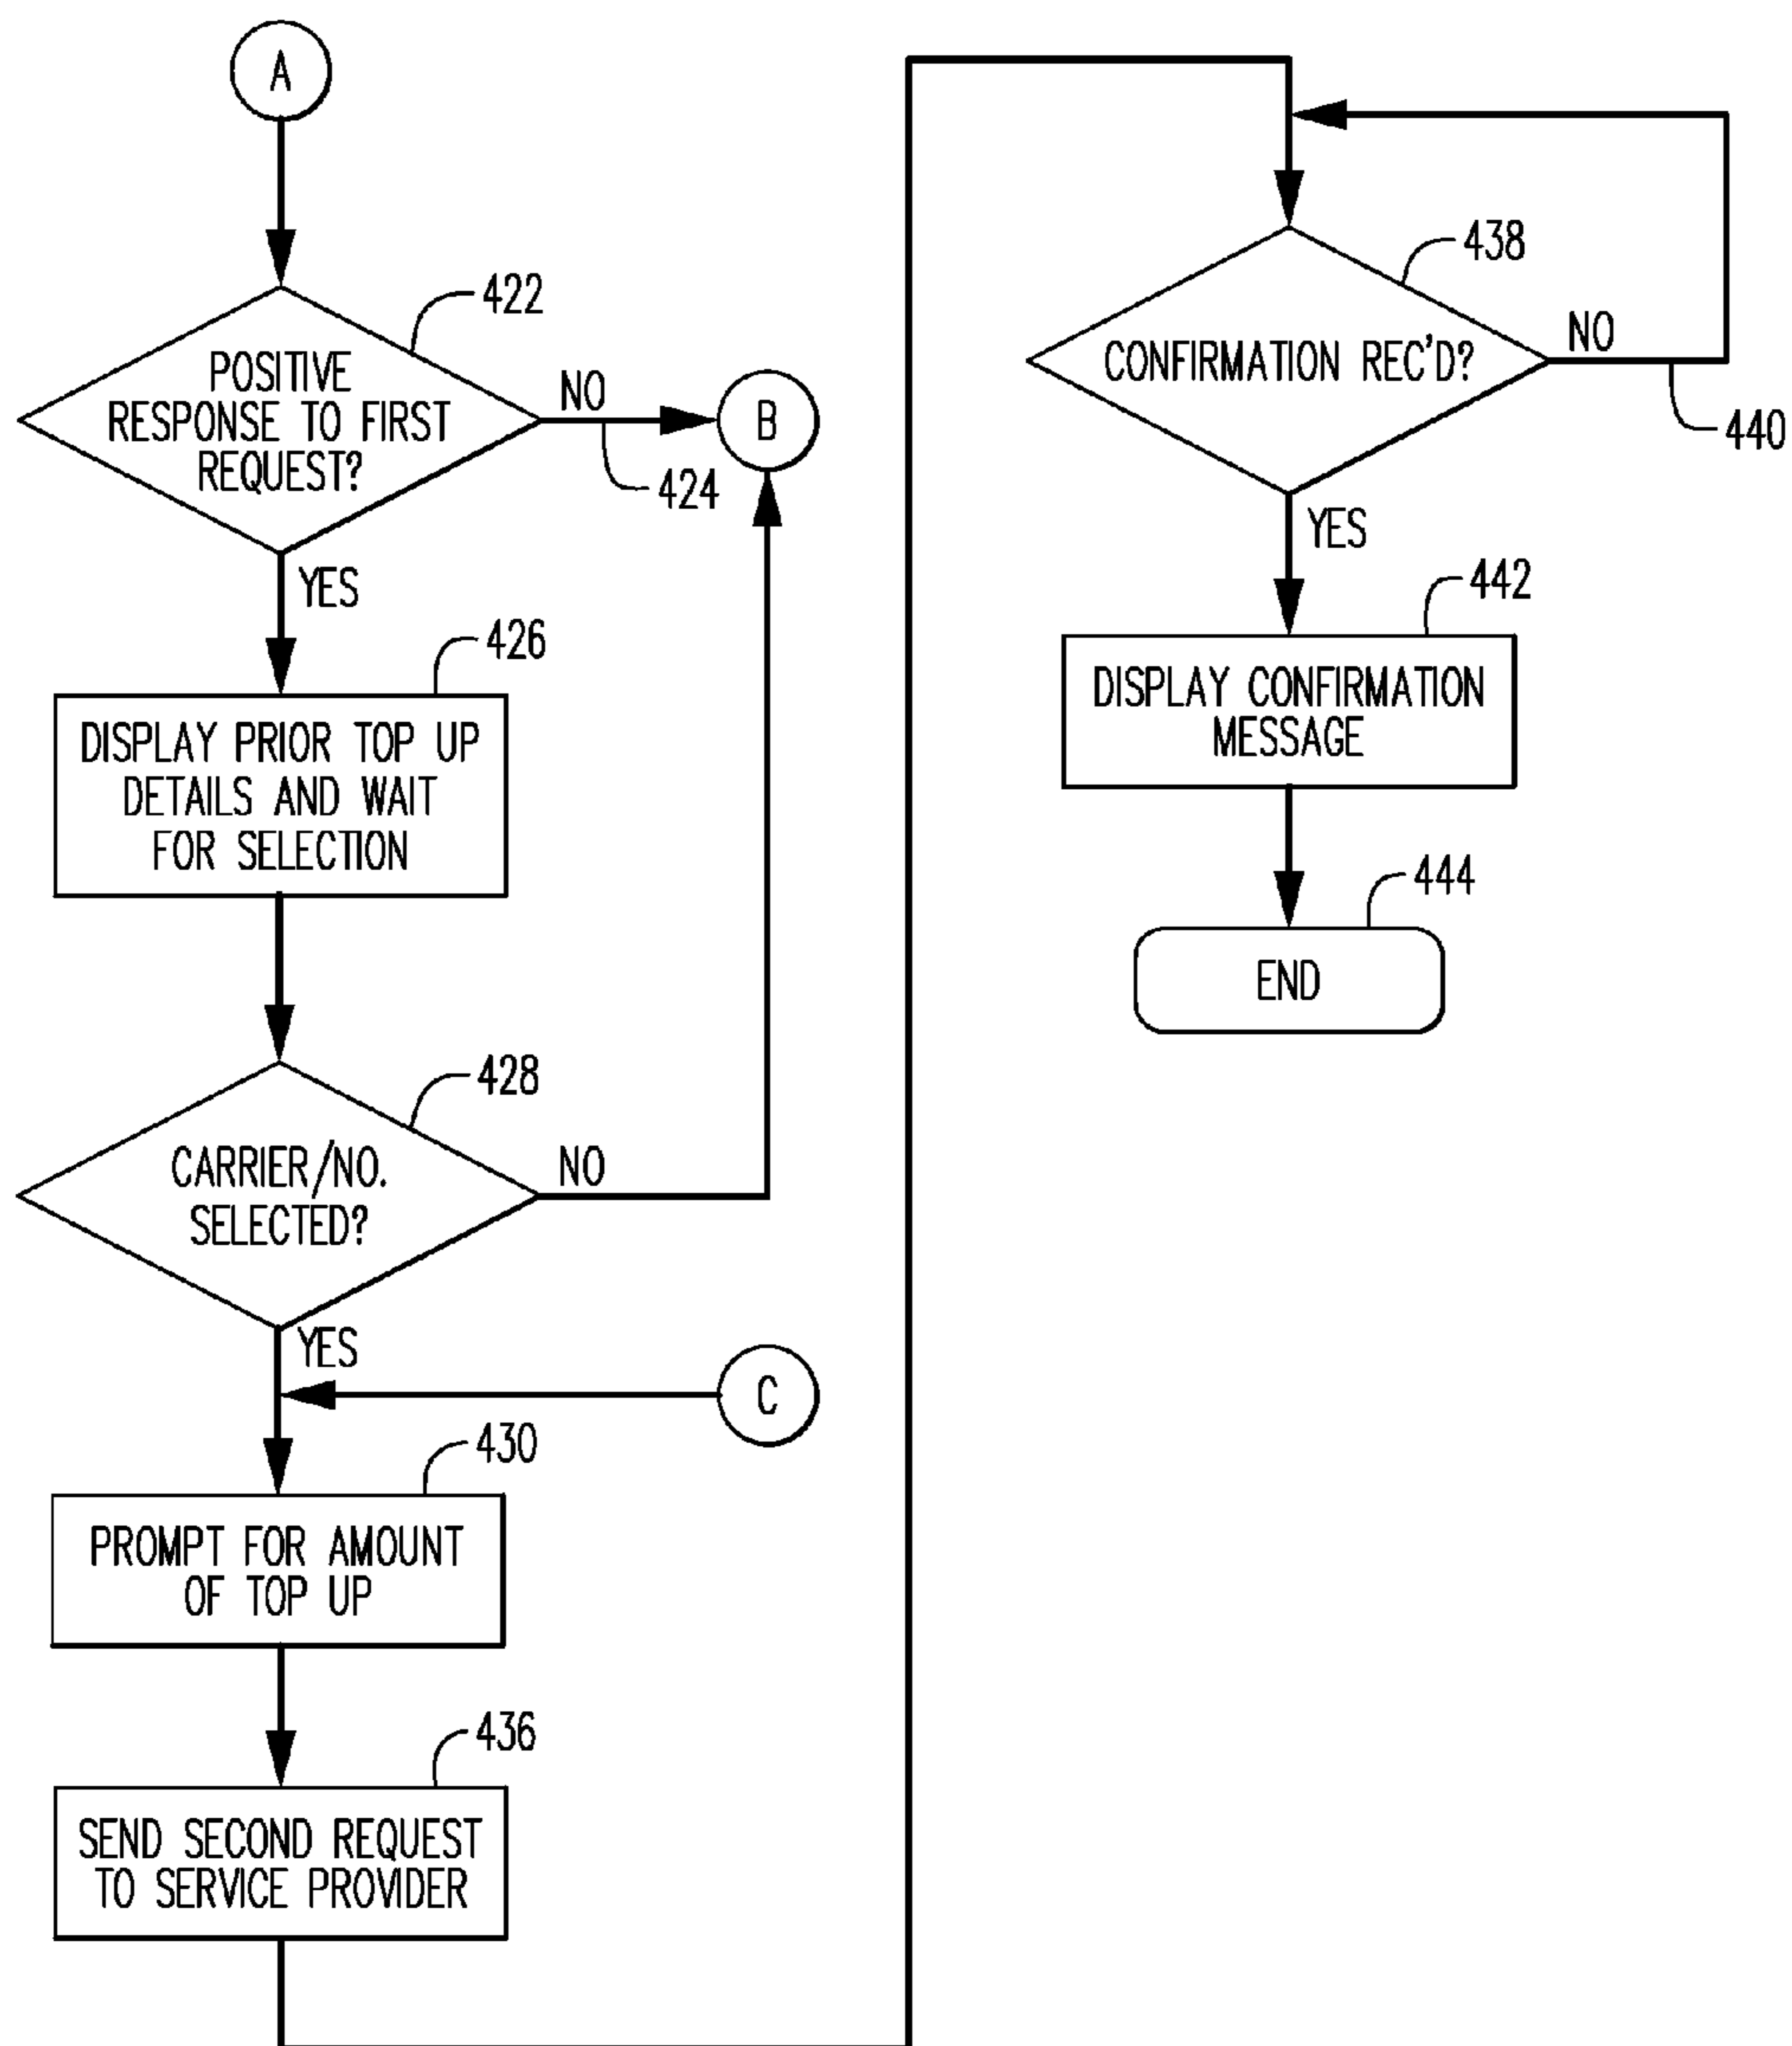 A
422
POSITIVE
RESPONSE TO FIRST
REQUEST?
NO
424
B
YES
426
DISPLAY PRIOR TOP UP
DETAILS AND WAIT
FOR SELECTION
428
CARRIER/NO.
SELECTED?
NO
YES
C
430
PROMPT FOR AMOUNT
OF TOP UP
436
SEND SECOND REQUEST
TO SERVICE PROVIDER
438
CONFIRMATION REC'D?
NO
440
YES
442
DISPLAY CONFIRMATION
MESSAGE
444
END